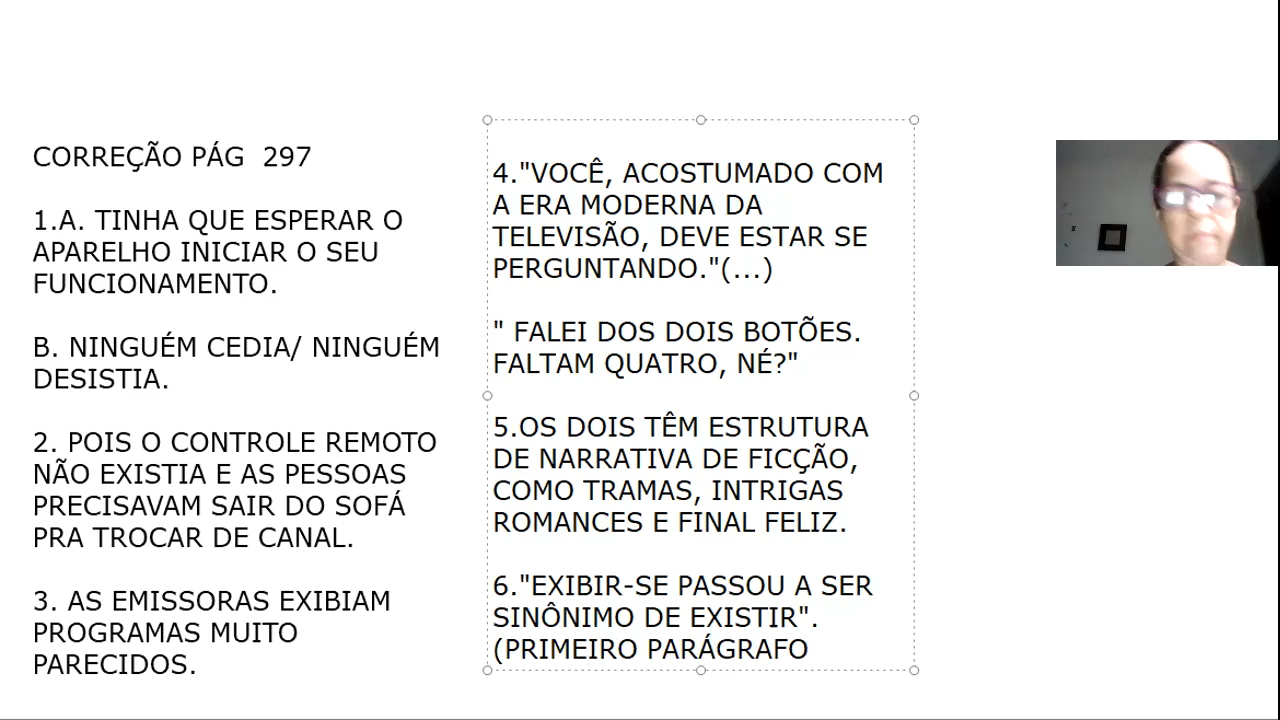 CORREÇÃO PÁG  297
1.A. TINHA QUE ESPERAR O
APARELHO INICIAR O SEU
FUNCIONAMENTO.
B. NINGUÉM CEDIA/ NINGUÉM
DESISTIA.
2. POIS O CONTROLE REMOTO
NÃO EXISTIA E AS PESSOAS
PRECISAVAM SAIR DO SOFÁ
PRA TROCAR DE CANAL.
3. AS EMISSORAS EXIBIAM
PROGRAMAS MUITO
PARECIDOS.
4."VOCÊ, ACOSTUMADO COM
A ERA MODERNA DA
TELEVISÃO, DEVE ESTAR SE
PERGUNTANDO."(...)
" FALEI DOS DOIS BOTÕES.
FALTAM QUATRO, NÉ?"
5.OS DOIS TÊM ESTRUTURA
DE NARRATIVA DE FICÇÃO,
COMO TRAMAS, INTRIGAS
ROMANCES E FINAL FELIZ.
6."EXIBIR-SE PASSOU A SER
SINÔNIMO DE EXISTIR".
(PRIMEIRO PARÁGRAFO